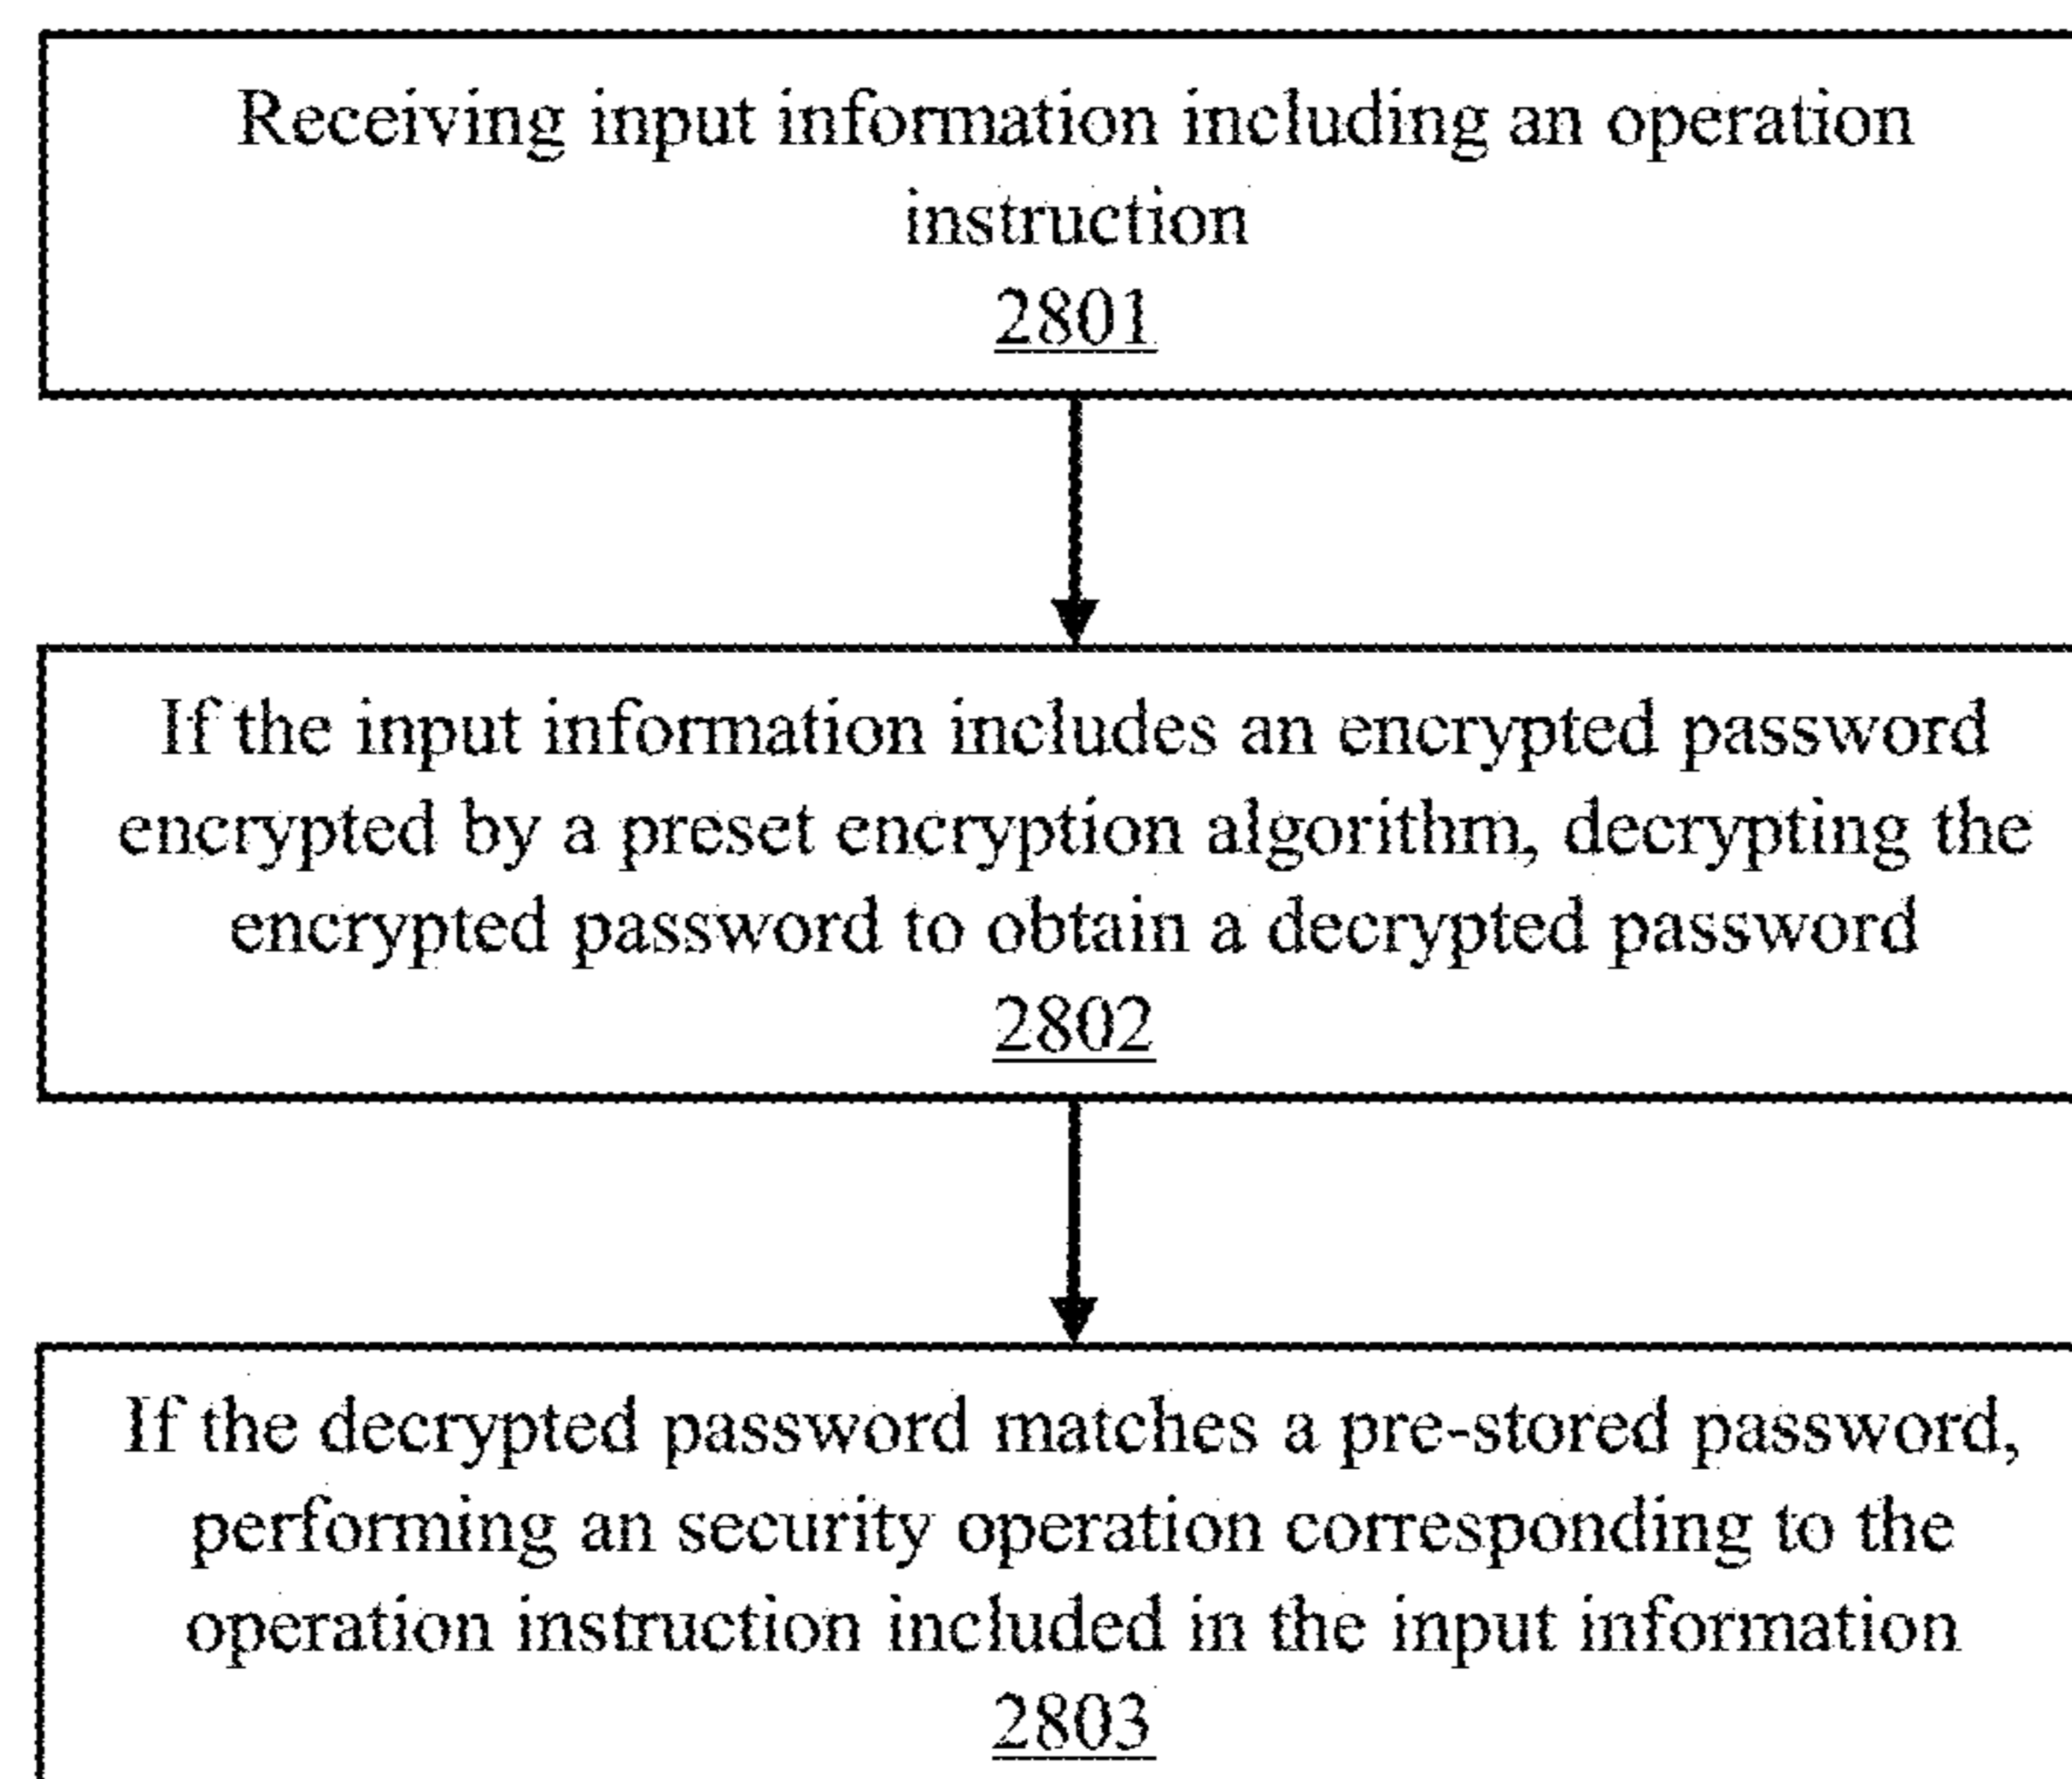 Receiving input information including an operation
instruction
2801
If the input information includes an encrypted password
encrypted by a preset encryption algorithm, decrypting the
encrypted password to obtain a decrypted password
2802
If the decrypted password matches a pre-stored password,
performing an security operation corresponding to the
operation instruction included in the input information
2803